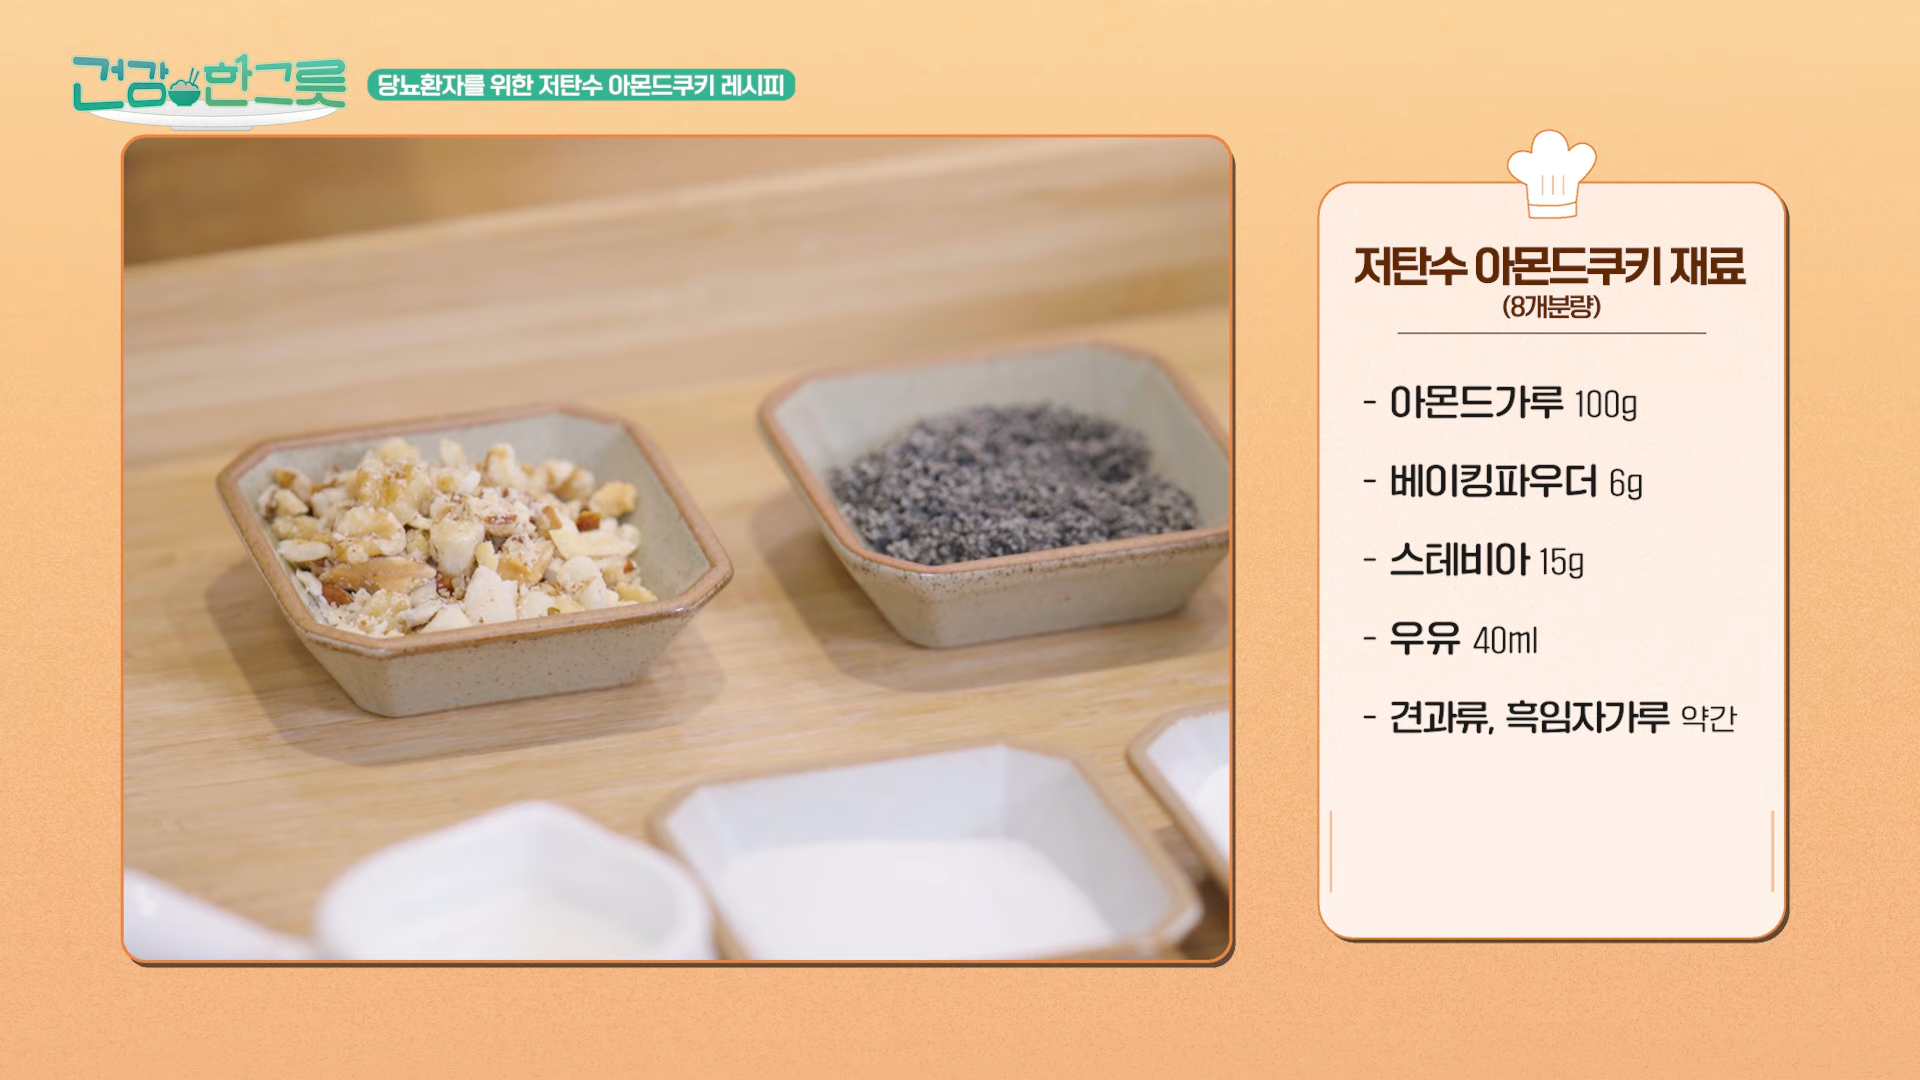 건강한그릇
당뇨환자를 위한 저탄수 아몬드쿠키 레시피
저탄수 아몬드쿠키 재료
(8개분량)
- 아몬드가루 100g
- 베이킹파우더 6g
- 스테비아 15g
- 우유 40ml
- 견과류, 흑임자가루 약간